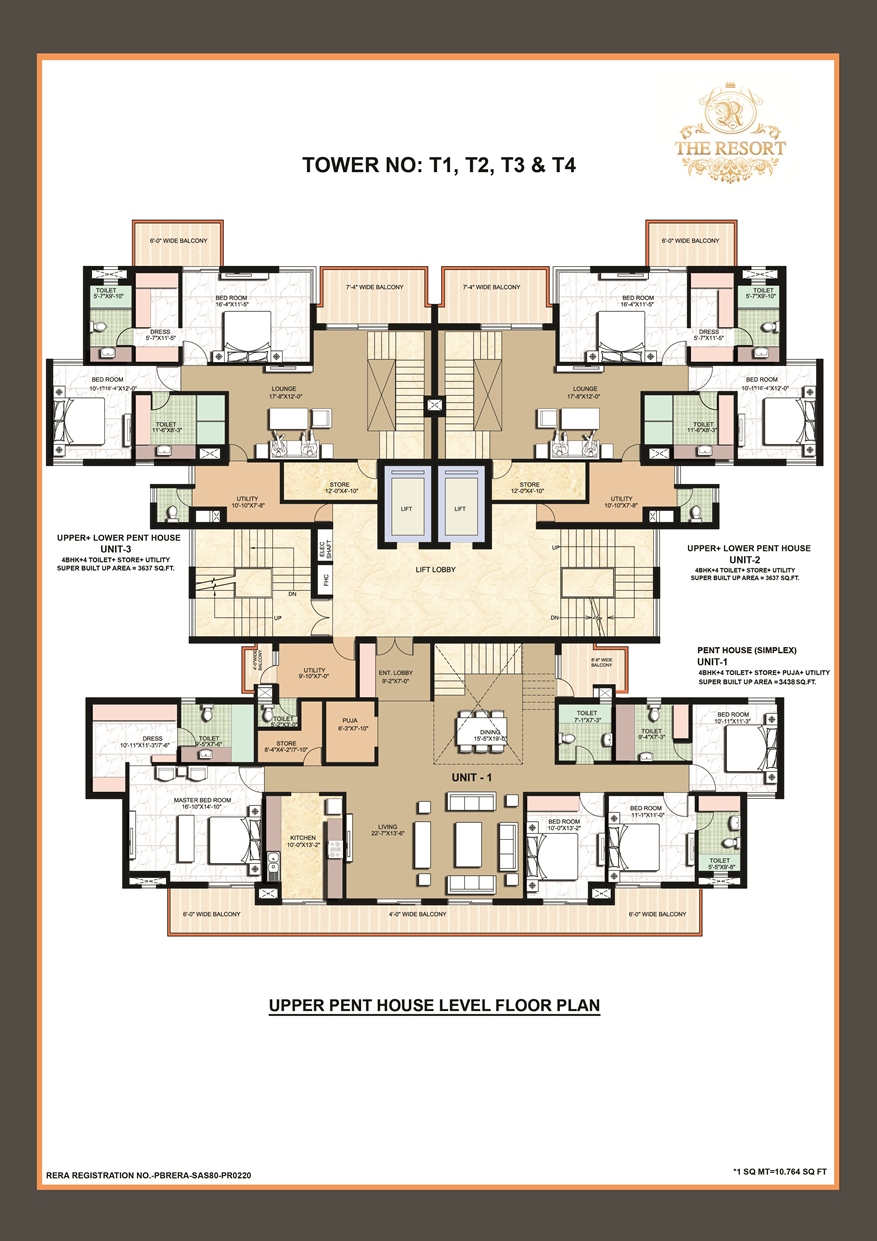 R
THE RESORT
TOWER NO: T1, T2, T3 & T4
6'-0" WIDE BALCONY
6'-0" WIDE BALCONY
7'-4" WIDE BALCONY
7'-4" WIDE BALCONY
TOILET
5'-7"X9'-10"
BED ROOM
16'-4"X11'-5"
BED ROOM
16'-4"X11'-5"
TOILET
5'-7"X9'-10"
DRESS
5'-7"X11'-5"
DRESS
5'-7"X11'-5"
BED ROOM
10'-1"16'-4"X12'-0"
LOUNGE
17'-8"X12'-0"
LOUNGE
17'-8"X12'-0"
BED ROOM
10'-1"16'-4"X12'-0"
TOILET
11'-6"X8'-3"
TOILET
11'-6"X8'-3"
STORE
12'-0"X4'-10"
STORE
12'-0"X4'-10"
UTILITY
10'-10"X7'-8"
UTILITY
10'-10"X7'-8"
LIFT
LIFT
UPPER+ LOWER PENT HOUSE
UNIT-3
4BHK+4 TOILET+ STORE+ UTILITY
SUPER BUILT UP AREA = 3637 SQ.FT.
ELEC
SHAFT
FHC
LIFT LOBBY
UP
DN
DN
UP
UPPER+ LOWER PENT HOUSE
UNIT-2
4BHK+4 TOILET+ STORE+ UTILITY
SUPER BUILT UP AREA = 3637 SQ.FT.
PENT HOUSE (SIMPLEX)
UNIT-1
4BHK+4 TOILET+ STORE+ PUJA+ UTILITY
SUPER BUILT UP AREA = 3438 SQ.FT.
UTILITY
9'-10"X7'-0"
ENT. LOBBY
9'-2"X7'-0"
BALCONY
WIDE
BALCONY
DRESS
10'-11"X11'-3"/7'-6"
TOILET
9'-5"X7'-6"
TOILET
5'-2"X3'-0"
PUJA
6'-3"X7'-10"
STORE
8'-4"X4'-2"/7'-10"
DINING
15'-5"X19'-0"
TOILET
7'-1"X7'-3"
TOILET
9'-4"X7'-3"
BED ROOM
10'-11"X11'-3"
UNIT - 1
MASTER BED ROOM
16'-10"X14'-10"
KITCHEN
10'-0"X13'-2"
LIVING
22'-7"X13'-6"
BED ROOM
10'-0"X13'-2"
BED ROOM
11'-1"X11'-0"
TOILET
5'-5"X9'-8"
6'-0" WIDE BALCONY
4'-0" WIDE BALCONY
6'-0" WIDE BALCONY
UPPER PENT HOUSE LEVEL FLOOR PLAN
RERA REGISTRATION NO.-PBRERA-SAS80-PR0220
*1 SQ MT=10.764 SQ FT